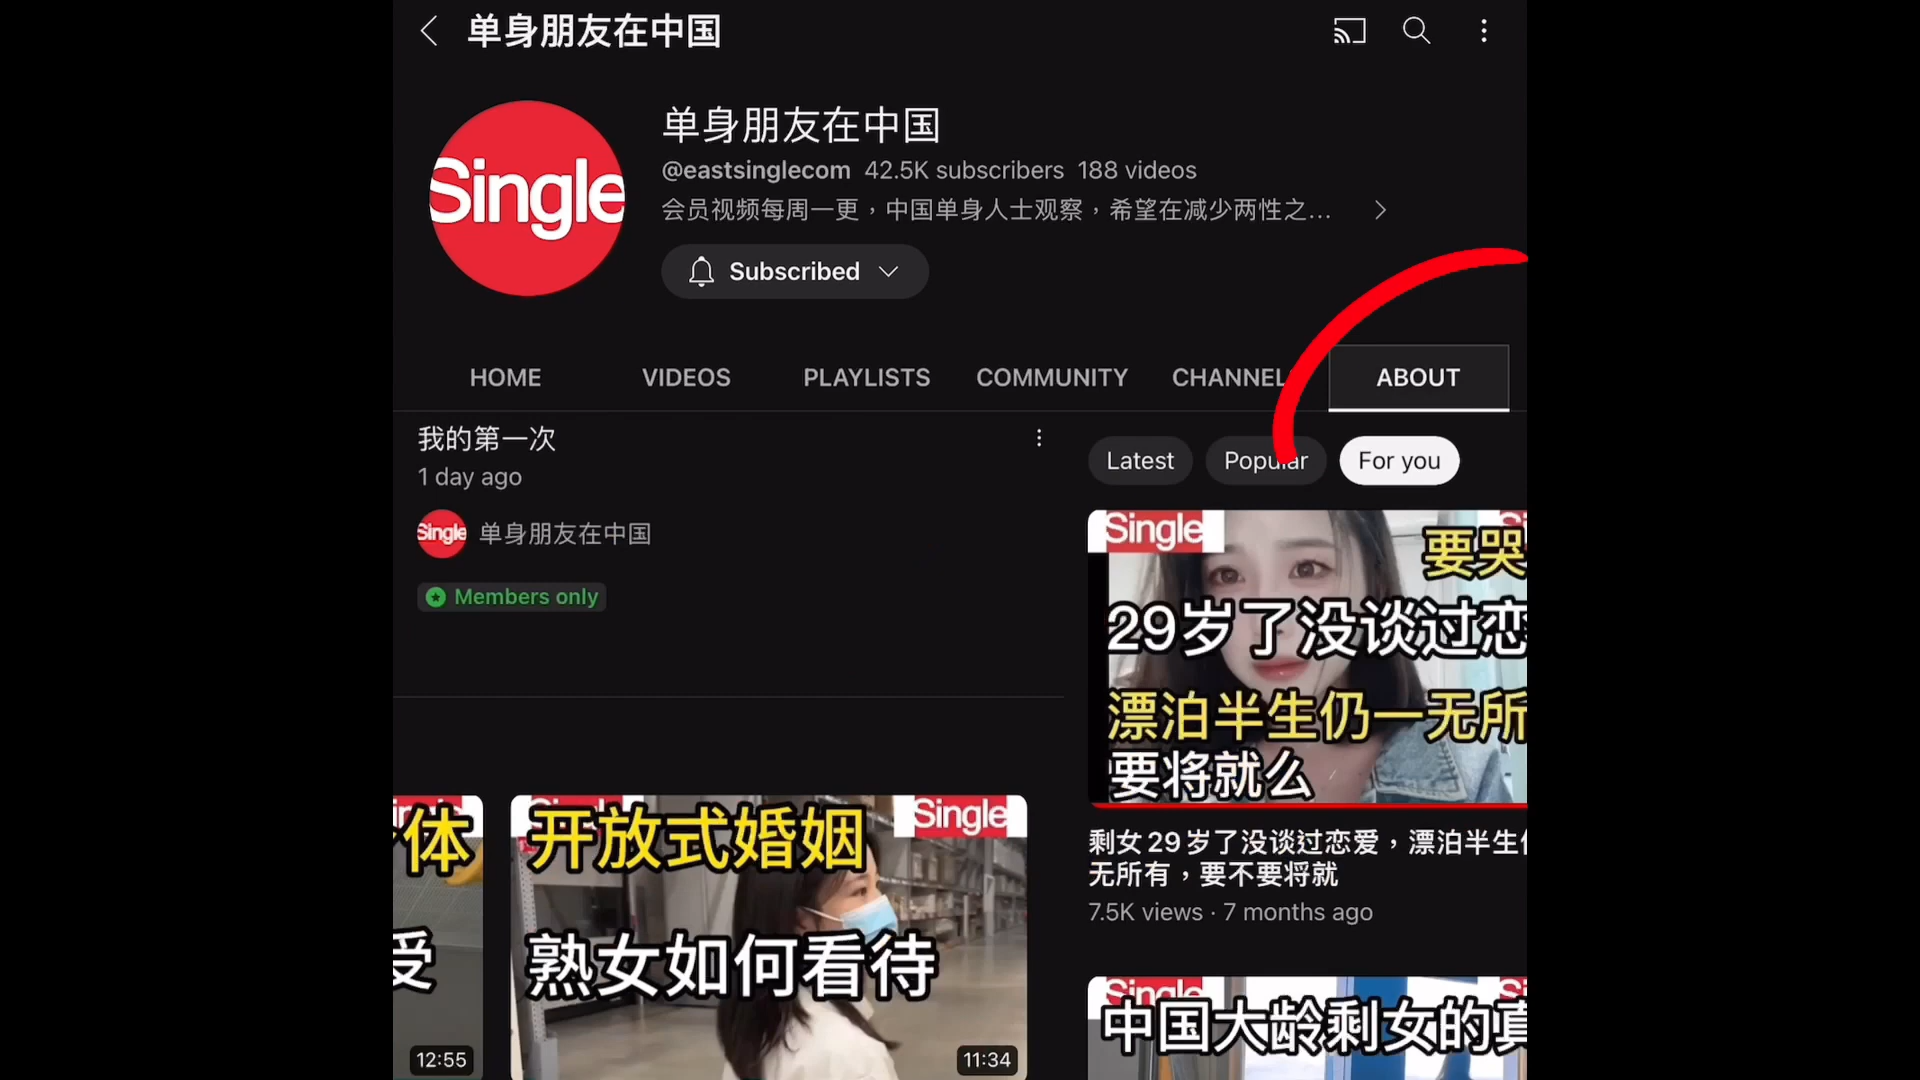 单身朋友在中国
Single
单身朋友在中国
@eastsinglecom 42.5K subscribers 188 videos
会员视频每周一更，中国单身人士观察，希望在减少两性之...
Subscribed
HOME VIDEOS PLAYLISTS COMMUNITY CHANNEL ABOUT
我的第一次
1 day ago
Single 单身朋友在中国
Members only
Latest Popular For you
Single
要哭
29岁了没谈过恋
漂泊半生仍一无所
要将就么
剩女29岁了没谈过恋爱，漂泊半生
无所有，要不要将就
7.5K views · 7 months ago
体
受
12:55
Single
开放式婚姻
熟女如何看待
11:34
Single
中国大龄剩女的真